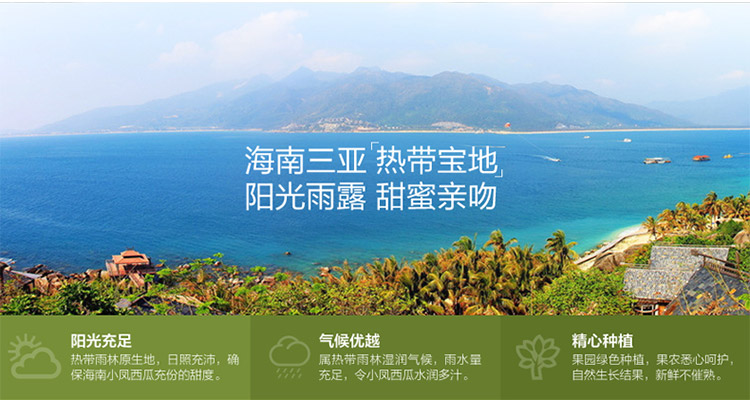 海南三亚「热带宝地」
阳光雨露 甜蜜亲吻
阳光充足
热带雨林原生地，日照充沛，确
保海南小凤西瓜充份的甜度。
气候优越
属热带雨林湿润气候，雨水量
充足，令小凤西瓜水润多汁。
精心种植
果园绿色种植，果农悉心呵护，
自然生长结果，新鲜不催熟。